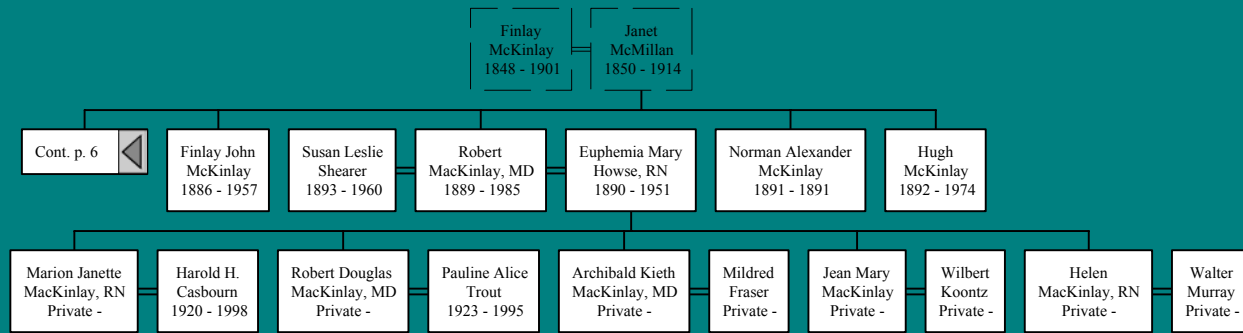 Finlay
McKinlay
1848 - 1901
Janet
McMillan
1850 - 1914
Cont. p. 6
Finlay John
McKinlay
1886 - 1957
Susan Leslie
Shearer
1893 - 1960
Robert
MacKinlay, MD
1889 - 1985
Euphemia Mary
Howse, RN
1890 - 1951
Norman Alexander
McKinlay
1891 - 1891
Hugh
McKinlay
1892 - 1974
Marion Janette
MacKinlay, RN
Private -
Harold H.
Casbourn
1920 - 1998
Robert Douglas
MacKinlay, MD
Private -
Pauline Alice
Trout
1923 - 1995
Archibald Kieth
MacKinlay, MD
Private -
Mildred
Fraser
Private -
Jean Mary
MacKinlay
Private -
Wilbert
Koontz
Private -
Helen
MacKinlay, RN
Private -
Walter
Murray
Private -